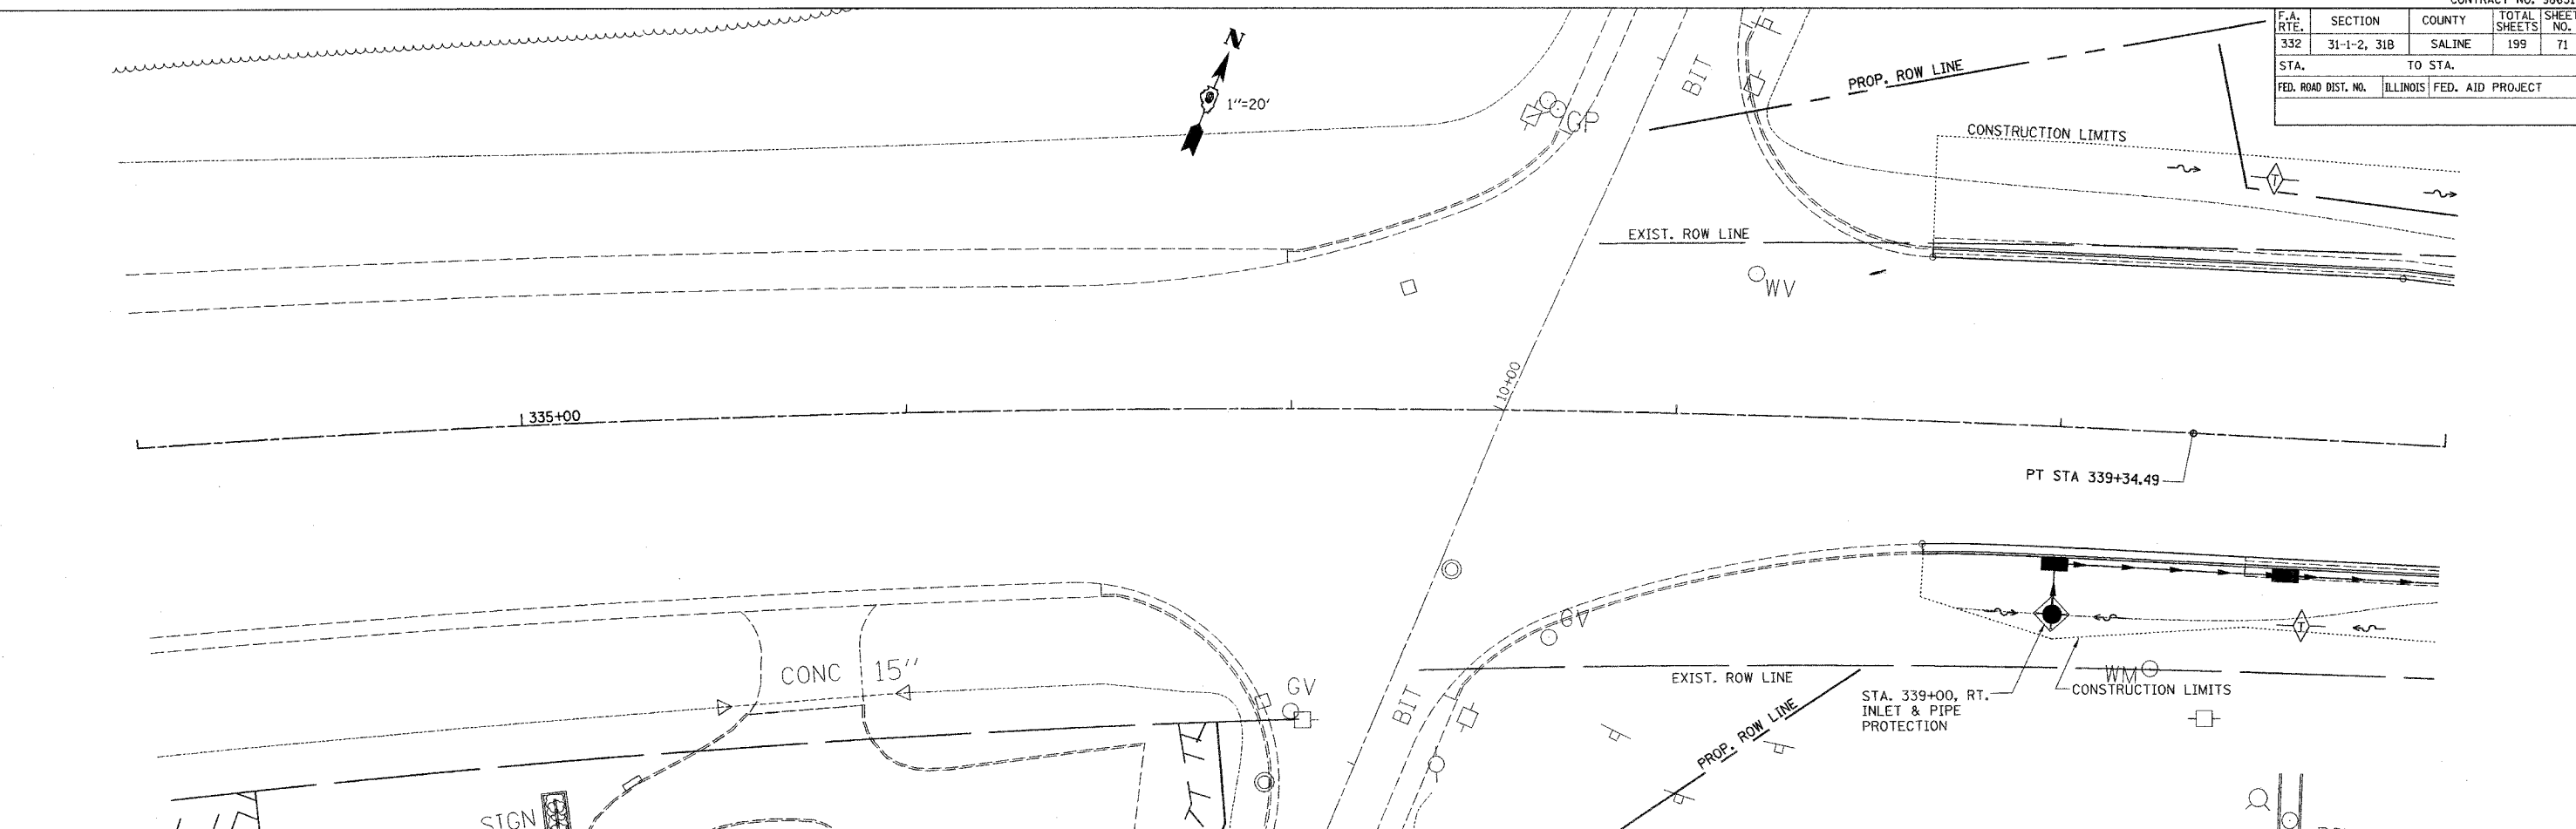 CONTRACT NO.
F.A. RTE.
SECTION
COUNTY
TOTAL SHEETS
SHEET NO.
332
31-1-2, 31B
SALINE
199
71
STA.
TO STA.
FED. ROAD DIST. NO.
ILLINOIS
FED. AID PROJECT
N
1"=20'
BIT
GP
PROP. ROW LINE
CONSTRUCTION LIMITS
T
EXIST. ROW LINE
WV
10+00
335+00
PT STA 339+34.49
GV
CONC
15"
GV
BIT
EXIST. ROW LINE
PROP. ROW LINE
STA. 339+00, RT.
INLET & PIPE
PROTECTION
WM
CONSTRUCTION LIMITS
T
SIGN